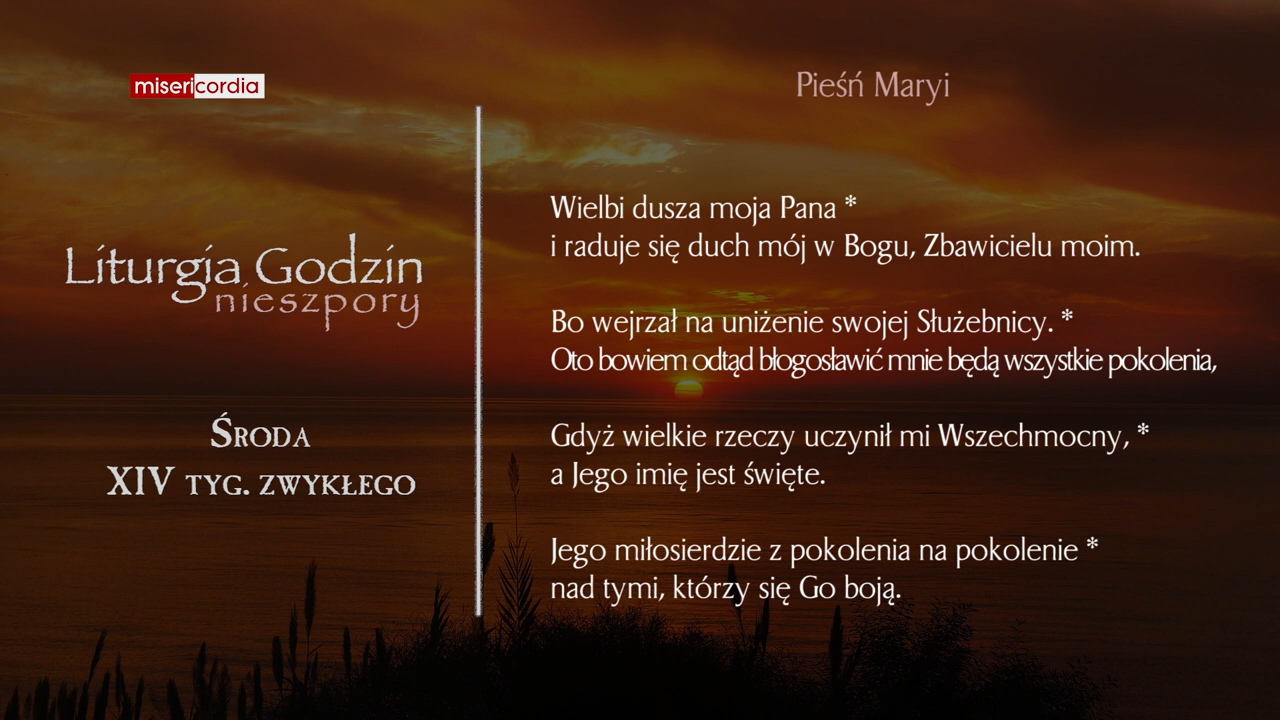 misericordia
Liturgia Godzin
nieszpory
Środa
XIV tyg. zwykłego
Pieśń Maryi
Wielbi dusza moja Pana *
i raduje się duch mój w Bogu, Zbawicielu moim.
Bo wejrzał na uniżenie swojej Służebnicy. *
Oto bowiem odtąd błogosławić mnie będą wszystkie pokolenia,
Gdyż wielkie rzeczy uczynił mi Wszechmocny, *
a Jego imię jest święte.
Jego miłosierdzie z pokolenia na pokolenie *
nad tymi, którzy się Go boją.